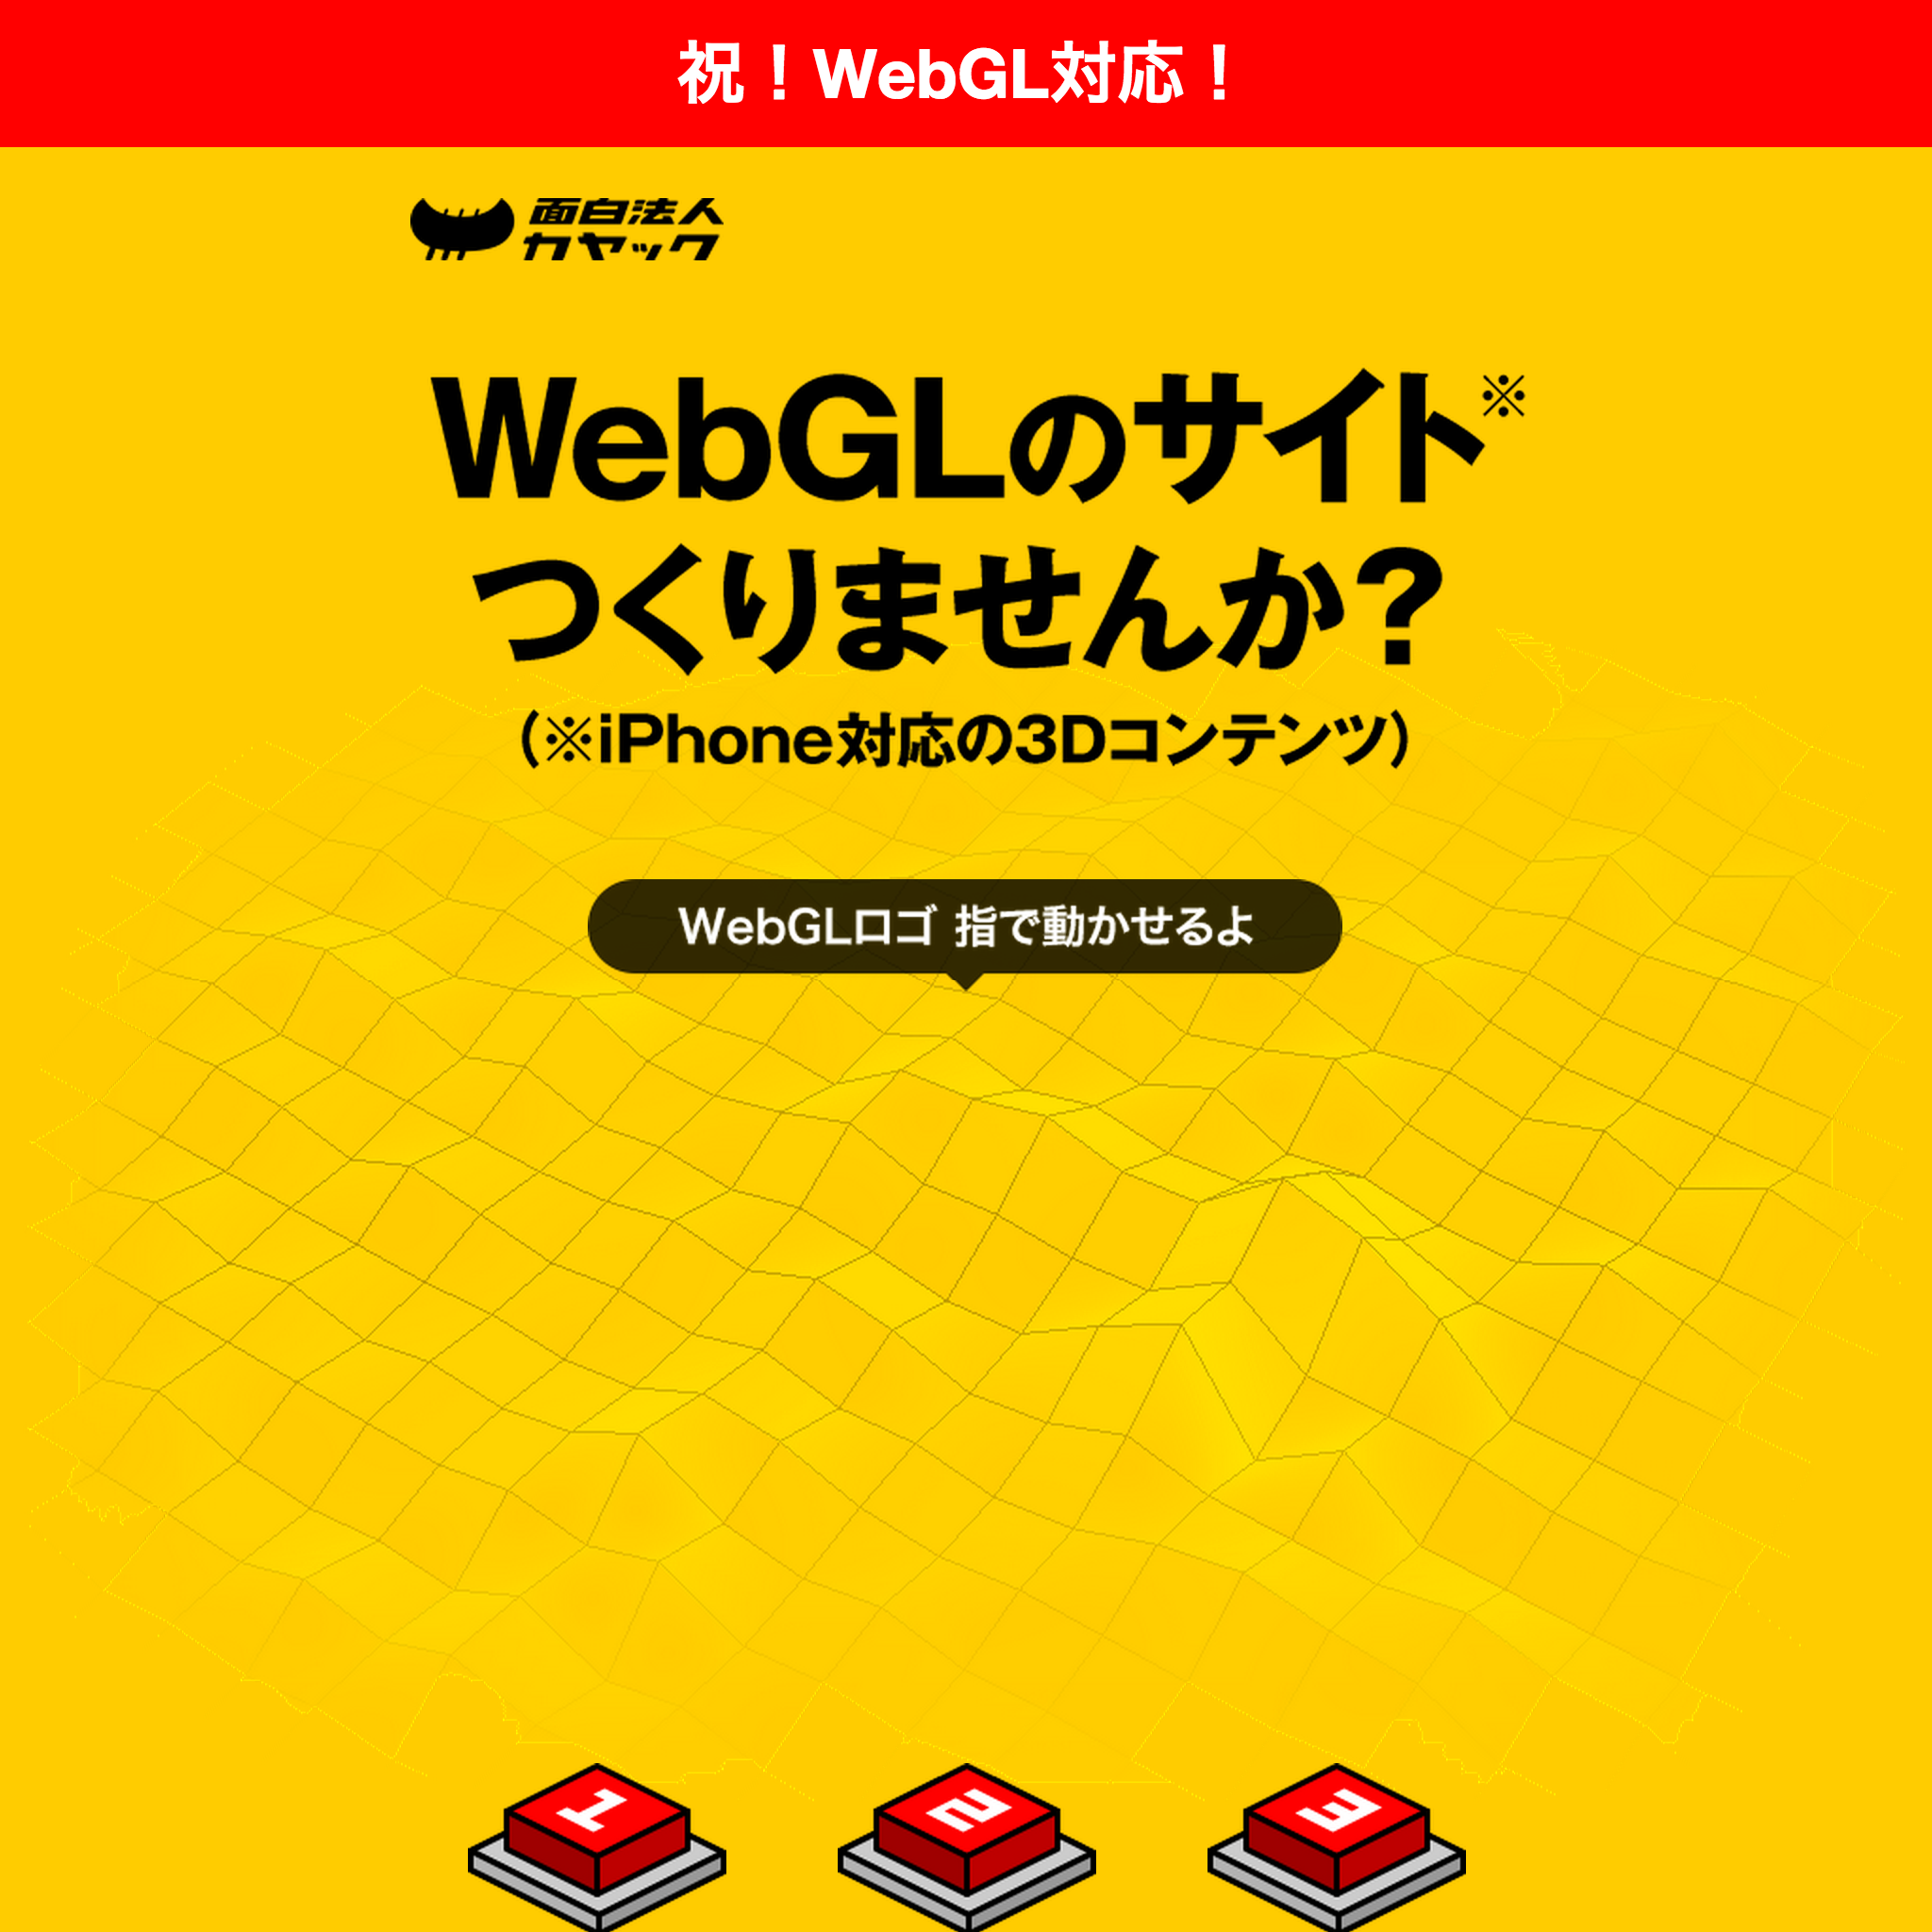 祝！WebGL対応！
面白法人
カヤック
WebGLのサイト※
つくりませんか？
(※iPhone対応の3Dコンテンツ)
WebGLロゴ 指で動かせるよ
1 2 3